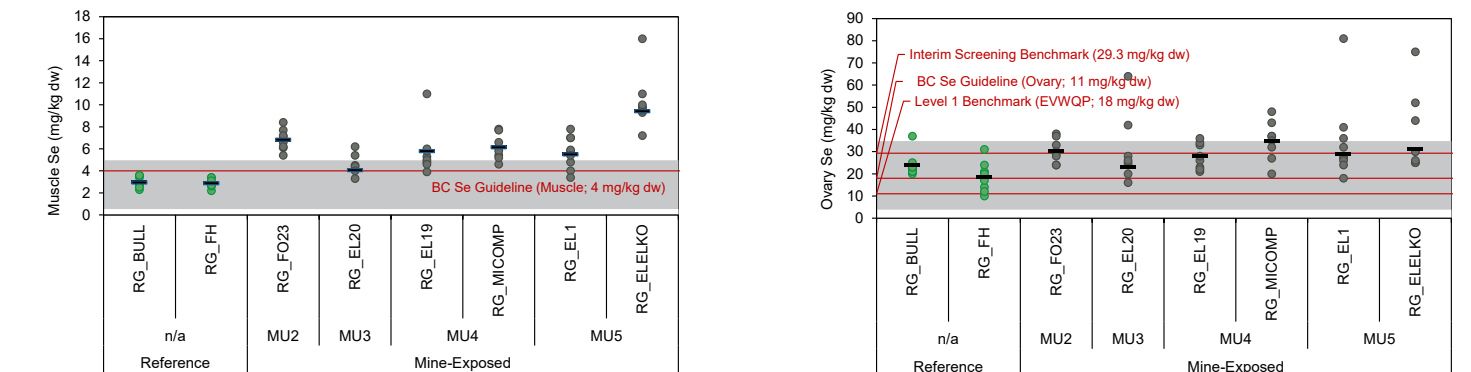 Muscle Se (mg/kg dw)
18
16
14
12
10
8
6
4
2
0
BC Se Guideline (Muscle; 4 mg/kg dw)
RG_BULL
RG_FH
RG_FO23
RG_EL20
RG_EL19
RG_MICOMP
RG_EL1
RG_ELELKO
n/a MU2 MU3 MU4 MU5
Reference Mine-Exposed
Ovary Se (mg/kg dw)
90
80
70
60
50
40
30
20
10
0
Interim Screening Benchmark (29.3 mg/kg dw)
BC Se Guideline (Ovary; 11 mg/kg dw)
Level 1 Benchmark (EVWQP; 18 mg/kg dw)
RG_BULL
RG_FH
RG_FO23
RG_EL20
RG_EL19
RG_MICOMP
RG_EL1
RG_ELELKO
n/a MU2 MU3 MU4 MU5
Reference Mine-Exposed